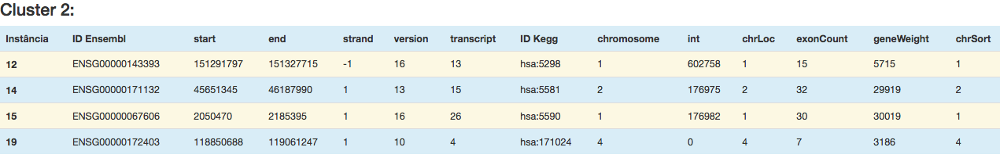 Cluster 2:
Instância ID Ensembl start end strand version transcript ID Kegg chromosome int chrLoc exonCount geneWeight chrSort
12 ENSG00000143393 151291797 151327715 -1 16 13 hsa:5298 1 602758 1 15 5715 1
14 ENSG00000171132 45651345 46187990 1 13 15 hsa:5581 2 176975 2 32 29919 2
15 ENSG00000067606 2050470 2185395 1 16 26 hsa:5590 1 176982 1 30 30019 1
19 ENSG00000172403 118850688 119061247 1 10 4 hsa:171024 4 0 4 7 3186 4